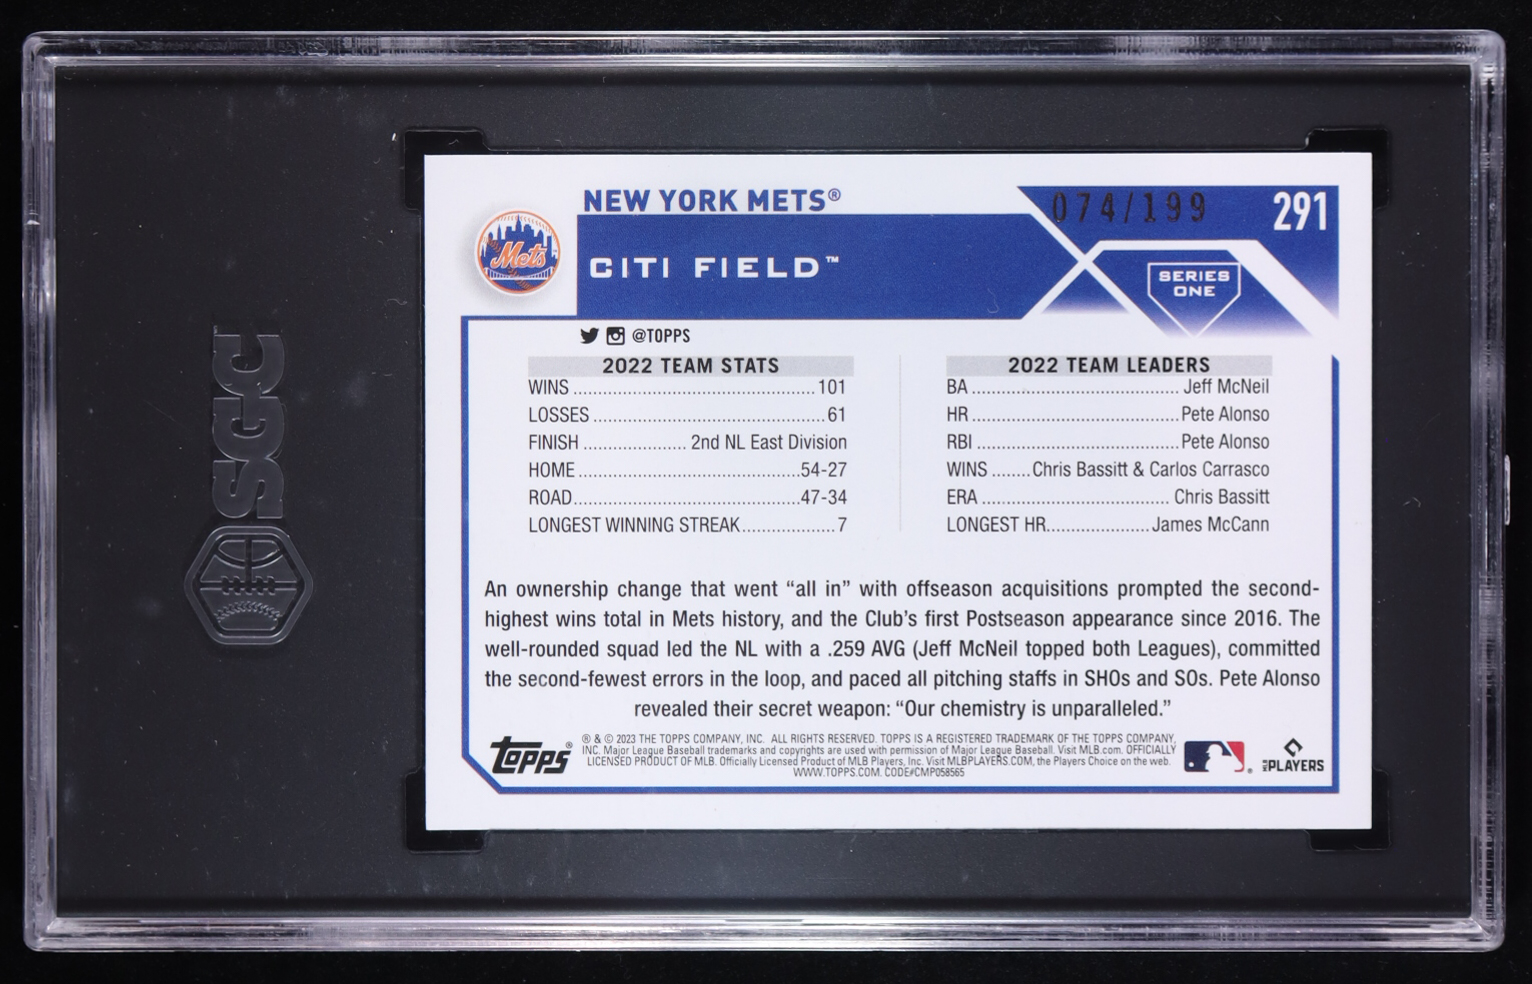 SGC
NEW YORK METS®
Mets
CITI FIELD™
074/199
291
SERIES
ONE
@TOPPS
2022 TEAM STATS
WINS 101
LOSSES 61
FINISH 2nd NL East Division
HOME 54-27
ROAD 47-34
LONGEST WINNING STREAK 7
2022 TEAM LEADERS
BA Jeff McNeil
HR Pete Alonso
RBI Pete Alonso
WINS Chris Bassitt & Carlos Carrasco
ERA Chris Bassitt
LONGEST HR James McCann
An ownership change that went “all in” with offseason acquisitions prompted the second-
highest wins total in Mets history, and the Club’s first Postseason appearance since 2016. The
well-rounded squad led the NL with a .259 AVG (Jeff McNeil topped both Leagues), committed
the second-fewest errors in the loop, and paced all pitching staffs in SHOs and SOs. Pete Alonso
revealed their secret weapon: “Our chemistry is unparalleled.”
topps®
® & © 2023 THE TOPPS COMPANY, INC. ALL RIGHTS RESERVED. TOPPS IS A REGISTERED TRADEMARK OF THE TOPPS COMPANY,
INC. Major League Baseball trademarks and copyrights are used with permission of Major League Baseball. Visit MLB.com. OFFICIALLY
LICENSED PRODUCT OF MLB. Officially Licensed Product of MLB Players, Inc. Visit MLBPLAYERS.COM, the Players Choice on the web.
WWW.TOPPS.COM. CODE#CMP058565
MLB PLAYERS